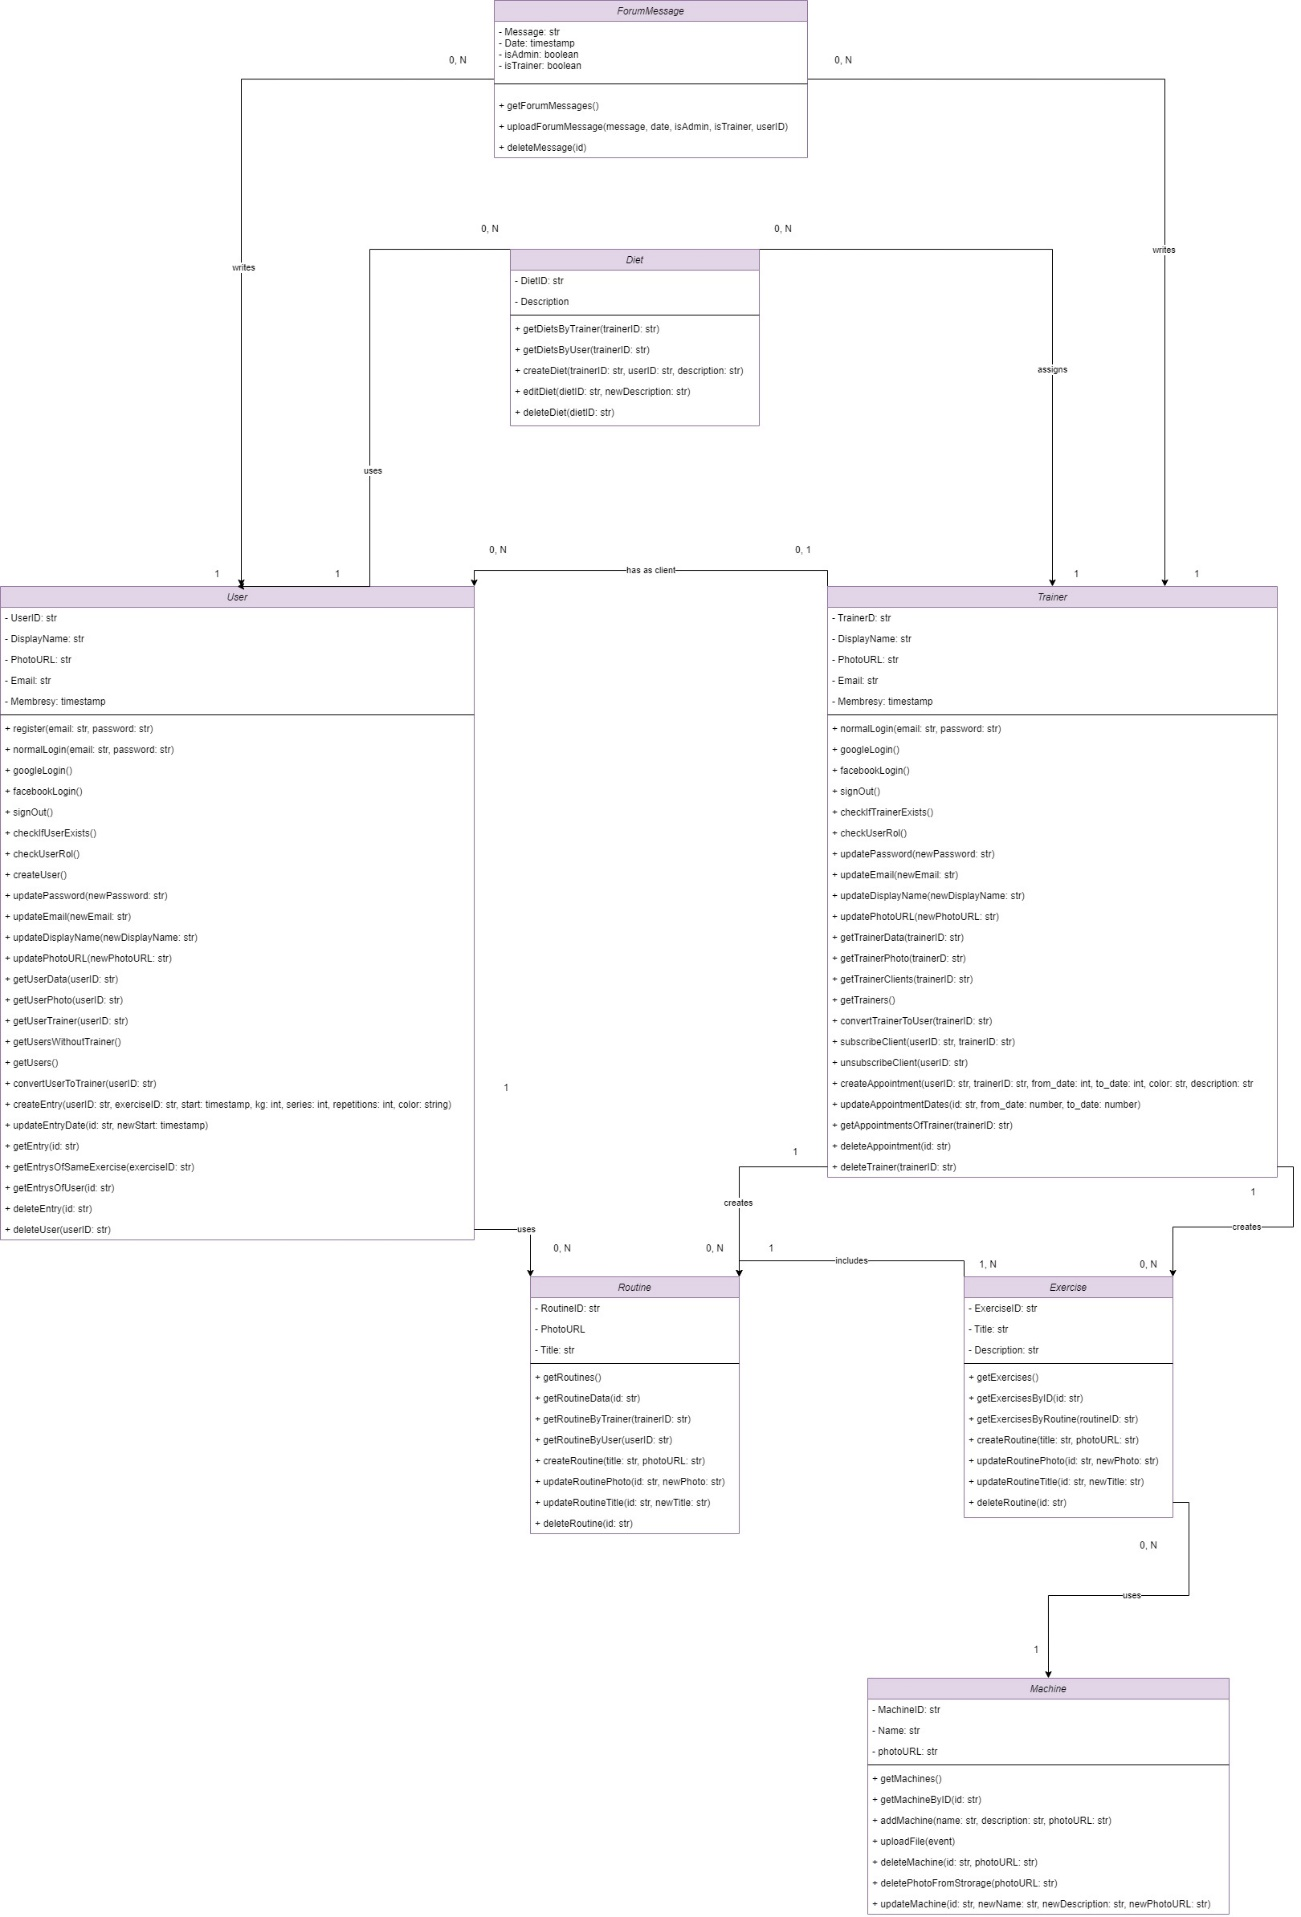 ForumMessage
- Message: str
- Date: timestamp
- isAdmin: boolean
- isTrainer: boolean
0, N
0, N
+ getForumMessages()
+ uploadForumMessage(message, date, isAdmin, isTrainer, userID)
+ deleteMessage(id)
writes
writes
0, N
0, N
Diet
- DietID: str
- Description
+ getDietsByTrainer(trainerID: str)
+ getDietsByUser(trainerID: str)
+ createDiet(trainerID: str, userID: str, description: str)
+ editDiet(dietID: str, newDescription: str)
+ deleteDiet(dietID: str)
assigns
uses
0, N
0, 1
has as client
1
1
1
1
User
- UserID: str
- DisplayName: str
- PhotoURL: str
- Email: str
- Membresy: timestamp
+ register(email: str, password: str)
+ normalLogin(email: str, password: str)
+ googleLogin()
+ facebookLogin()
+ signOut()
+ checkIfUserExists()
+ checkUserRol()
+ createUser()
+ updatePassword(newPassword: str)
+ updateEmail(newEmail: str)
+ updateDisplayName(newDisplayName: str)
+ updatePhotoURL(newPhotoURL: str)
+ getUserData(userID: str)
+ getUserPhoto(userID: str)
+ getUserTrainer(userID: str)
+ getUsersWithoutTrainer()
+ getUsers()
+ convertUserToTrainer(userID: str)
+ createEntry(userID: str, exerciseID: str, start: timestamp, kg: int, series: int, repetitions: int, color: string)
+ updateEntryDate(id: str, newStart: timestamp)
+ getEntry(id: str)
+ getEntrysOfSameExercise(exerciseID: str)
+ getEntrysOfUser(id: str)
+ deleteEntry(id: str)
+ deleteUser(userID: str)
Trainer
- TrainerD: str
- DisplayName: str
- PhotoURL: str
- Email: str
- Membresy: timestamp
+ normalLogin(email: str, password: str)
+ googleLogin()
+ facebookLogin()
+ signOut()
+ checkIfTrainerExists()
+ checkUserRol()
+ updatePassword(newPassword: str)
+ updateEmail(newEmail: str)
+ updateDisplayName(newDisplayName: str)
+ updatePhotoURL(newPhotoURL: str)
+ getTrainerData(trainerID: str)
+ getTrainerPhoto(trainerD: str)
+ getTrainerClients(trainerID: str)
+ getTrainers()
+ convertTrainerToUser(trainerID: str)
+ subscribeClient(userID: str, trainerID: str)
+ unsubscribeClient(userID: str)
+ createAppointment(userID: str, trainerID: str, from_date: int, to_date: int, color: str, description: str
+ updateAppointmentDates(id: str, from_date: number, to_date: number)
+ getAppointmentsOfTrainer(trainerID: str)
+ deleteAppointment(id: str)
+ deleteTrainer(trainerID: str)
1
1
1
creates
creates
uses
0, N
0, N
1
includes
1, N
0, N
Routine
- RoutineID: str
- PhotoURL
- Title: str
+ getRoutines()
+ getRoutineData(id: str)
+ getRoutineByTrainer(trainerID: str)
+ getRoutineByUser(userID: str)
+ createRoutine(title: str, photoURL: str)
+ updateRoutinePhoto(id: str, newPhoto: str)
+ updateRoutineTitle(id: str, newTitle: str)
+ deleteRoutine(id: str)
Exercise
- ExerciseID: str
- Title: str
- Description: str
+ getExercises()
+ getExercisesByID(id: str)
+ getExercisesByRoutine(routineID: str)
+ createRoutine(title: str, photoURL: str)
+ updateRoutinePhoto(id: str, newPhoto: str)
+ updateRoutineTitle(id: str, newTitle: str)
+ deleteRoutine(id: str)
0, N
uses
1
Machine
- MachineID: str
- Name: str
- photoURL: str
+ getMachines()
+ getMachineByID(id: str)
+ addMachine(name: str, description: str, photoURL: str)
+ uploadFile(event)
+ deleteMachine(id: str, photoURL: str)
+ deletePhotoFromStrorage(photoURL: str)
+ updateMachine(id: str, newName: str, newDescription: str, newPhotoURL: str)